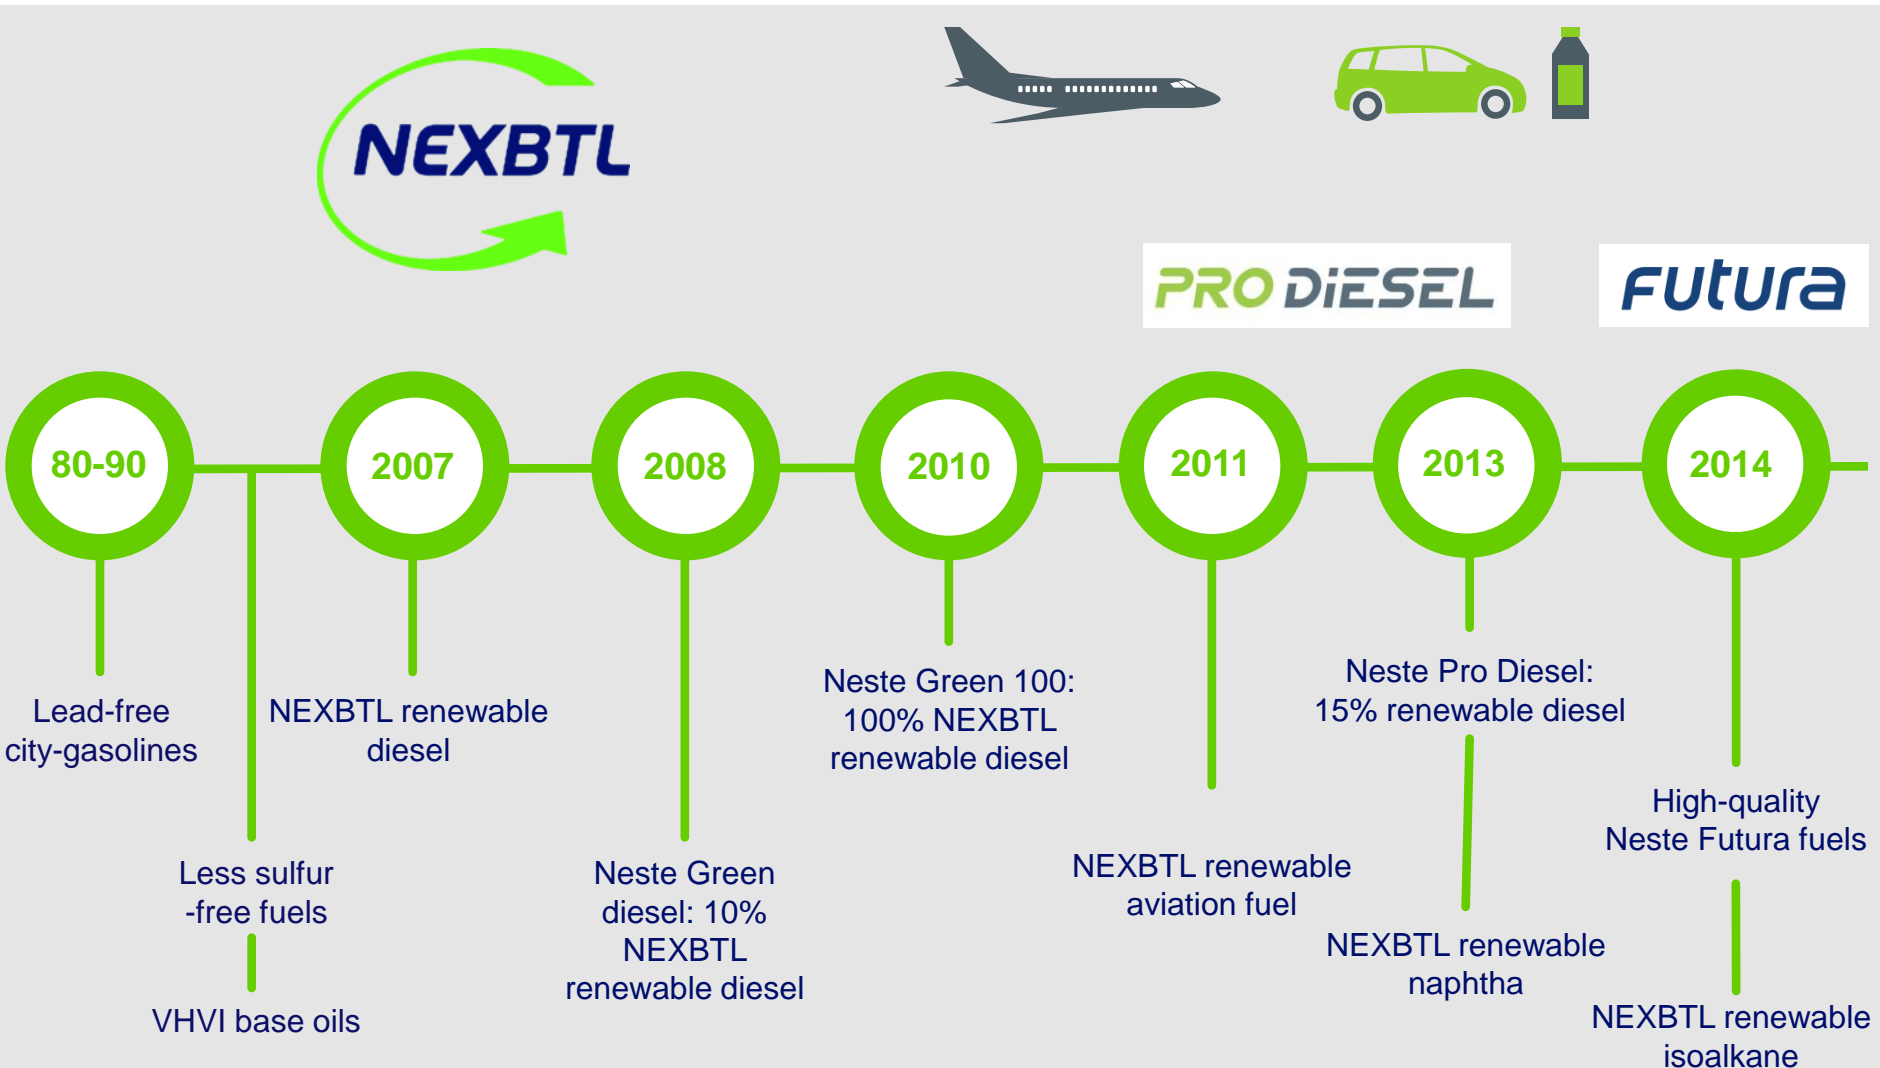 NEXBTL
PRO DiESEL
Futura
80-90
2007
2008
2010
2011
2013
2014
Lead-free
city-gasolines
Less sulfur
-free fuels
VHVI base oils
NEXBTL renewable
diesel
Neste Green
diesel: 10%
NEXBTL
renewable diesel
Neste Green 100:
100% NEXBTL
renewable diesel
NEXBTL renewable
aviation fuel
Neste Pro Diesel:
15% renewable diesel
NEXBTL renewable
naphtha
High-quality
Neste Futura fuels
NEXBTL renewable
isoalkane